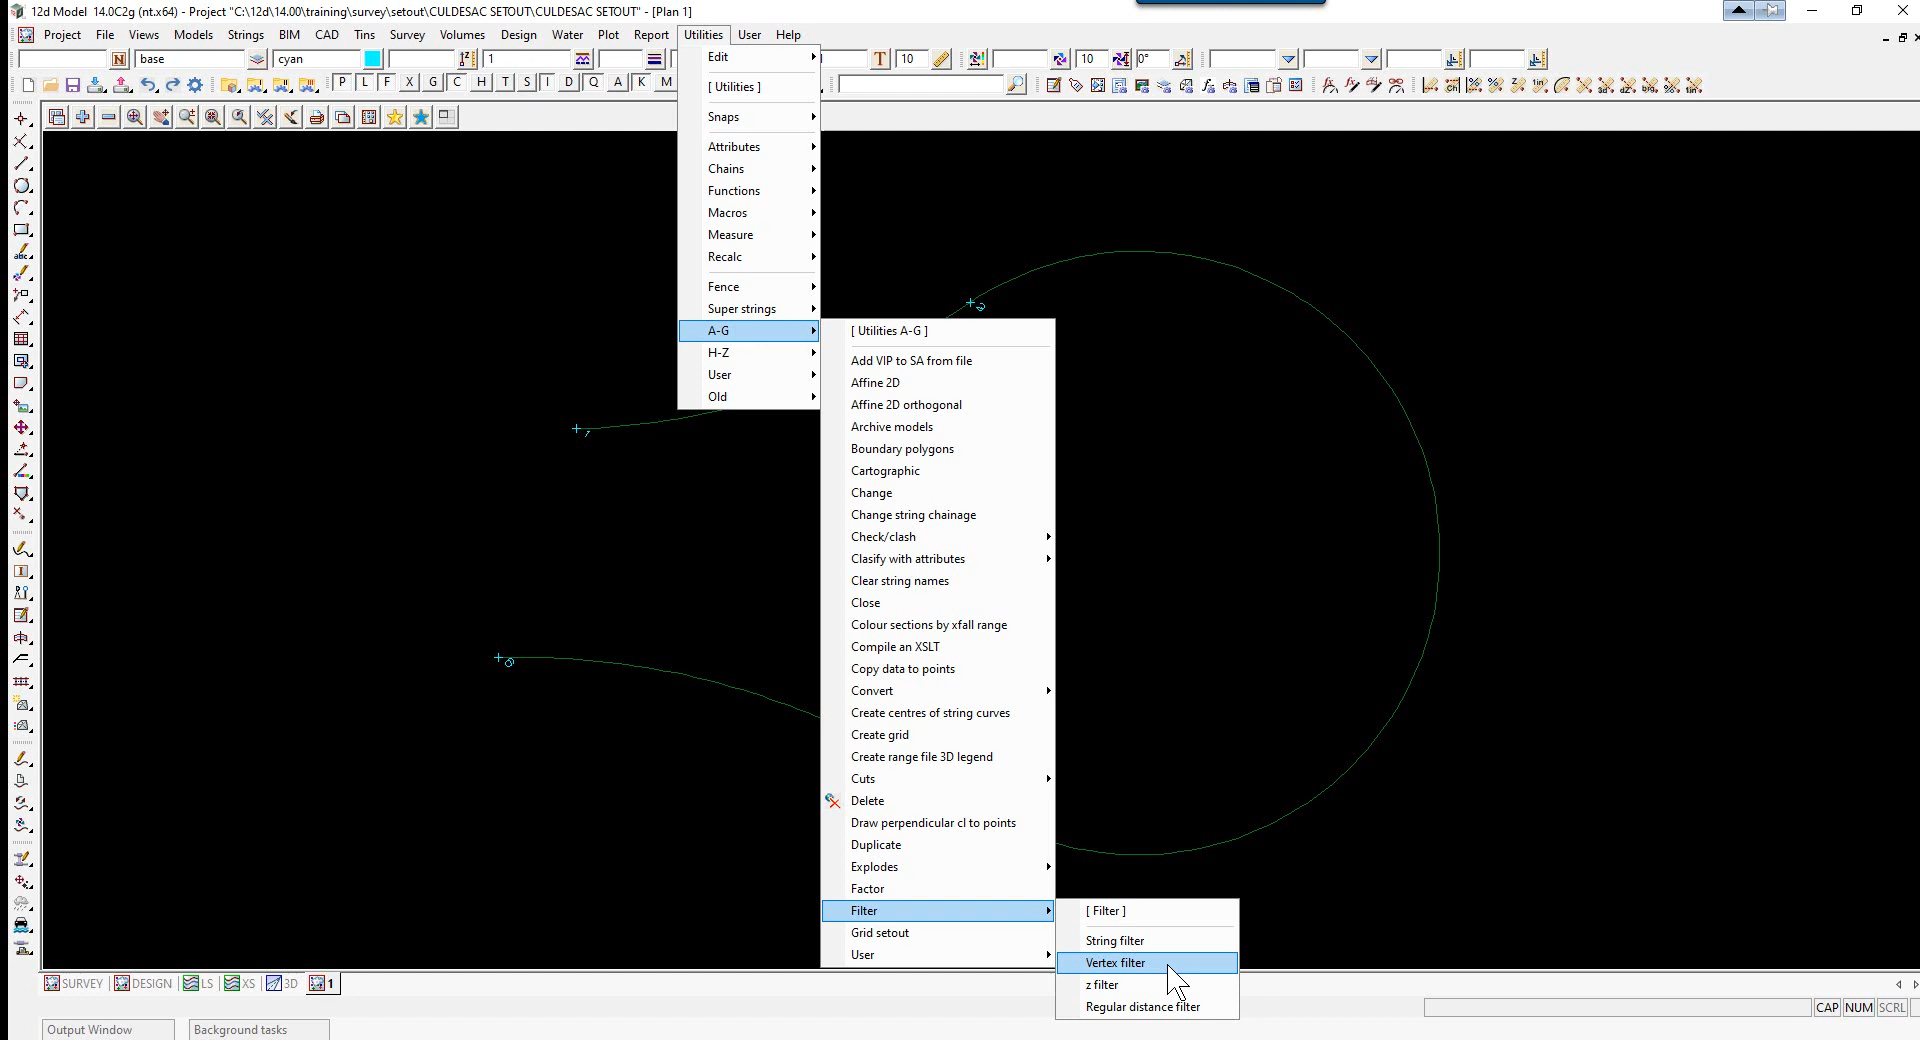 12d Model 14.0C2g (nt.x64) - Project "C:\12d\14.00\training\survey\setout\CULDESAC SETOUT\CULDESAC SETOUT" - [Plan 1]
Project File Views Models Strings BIM CAD Tins Survey Volumes Design Water Plot Report Utilities User Help
base cyan 1 10 10 0°
P L F X G C H T S I D Q A K M
Edit
[ Utilities ]
Snaps
Attributes
Chains
Functions
Macros
Measure
Recalc
Fence
Super strings
A-G
H-Z
User
Old
[ Utilities A-G ]
Add VIP to SA from file
Affine 2D
Affine 2D orthogonal
Archive models
Boundary polygons
Cartographic
Change
Change string chainage
Check/clash
Clasify with attributes
Clear string names
Close
Colour sections by xfall range
Compile an XSLT
Copy data to points
Convert
Create centres of string curves
Create grid
Create range file 3D legend
Cuts
Delete
Draw perpendicular cl to points
Duplicate
Explodes
Factor
Filter
Grid setout
User
[ Filter ]
String filter
Vertex filter
z filter
Regular distance filter
SURVEY DESIGN LS XS 3D 1
CAP NUM SCRL
Output Window Background tasks